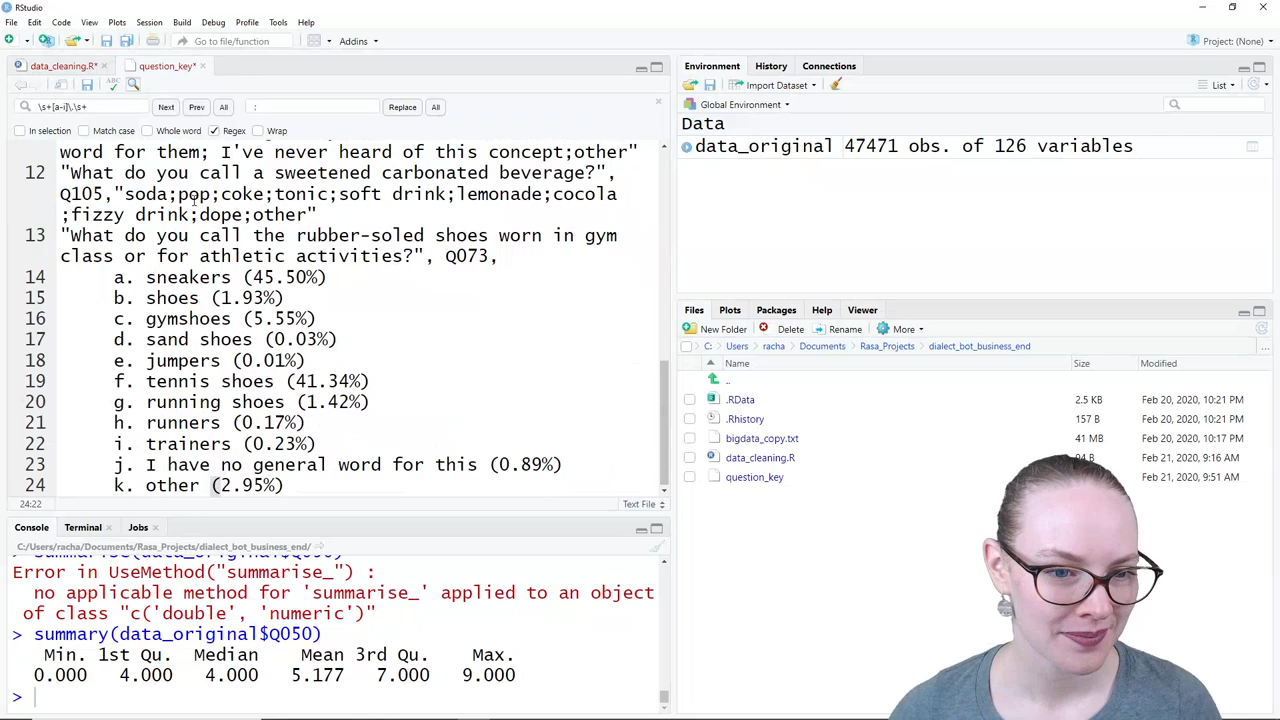 RStudio
File Edit Code View Plots Session Build Debug Profile Tools Help
Go to file/function Addins Project: (None)
data_cleaning.R* question_key*
\s+[a-i]\.\s+ Next Prev All : Replace All
In selection Match case Whole word Regex Wrap
word for them; I've never heard of this concept;other"
12 "What do you call a sweetened carbonated beverage?",
Q105,"soda;pop;coke;tonic;soft drink;lemonade;cocola
;fizzy drink;dope;other"
13 "What do you call the rubber-soled shoes worn in gym
class or for athletic activities?", Q073,
14 a. sneakers (45.50%)
15 b. shoes (1.93%)
16 c. gymshoes (5.55%)
17 d. sand shoes (0.03%)
18 e. jumpers (0.01%)
19 f. tennis shoes (41.34%)
20 g. running shoes (1.42%)
21 h. runners (0.17%)
22 i. trainers (0.23%)
23 j. I have no general word for this (0.89%)
24 k. other (2.95%)
24:22 Text File
Console Terminal Jobs
C:/Users/racha/Documents/Rasa_Projects/dialect_bot_business_end/
Error in UseMethod("summarise_") :
no applicable method for 'summarise_' applied to an object
of class "c('double', 'numeric')"
> summary(data_original$Q050)
Min. 1st Qu. Median Mean 3rd Qu. Max.
0.000 4.000 4.000 5.177 7.000 9.000
>
Environment History Connections
Import Dataset List
Global Environment
Data
data_original 47471 obs. of 126 variables
Files Plots Packages Help Viewer
New Folder Delete Rename More
C: Users racha Documents Rasa_Projects dialect_bot_business_end ...
Name Size Modified
..
.RData 2.5 KB Feb 20, 2020, 10:21 PM
.Rhistory 157 B Feb 20, 2020, 10:21 PM
bigdata_copy.txt 41 MB Feb 20, 2020, 10:17 PM
data_cleaning.R Feb 21, 2020, 9:16 AM
question_key Feb 21, 2020, 9:51 AM